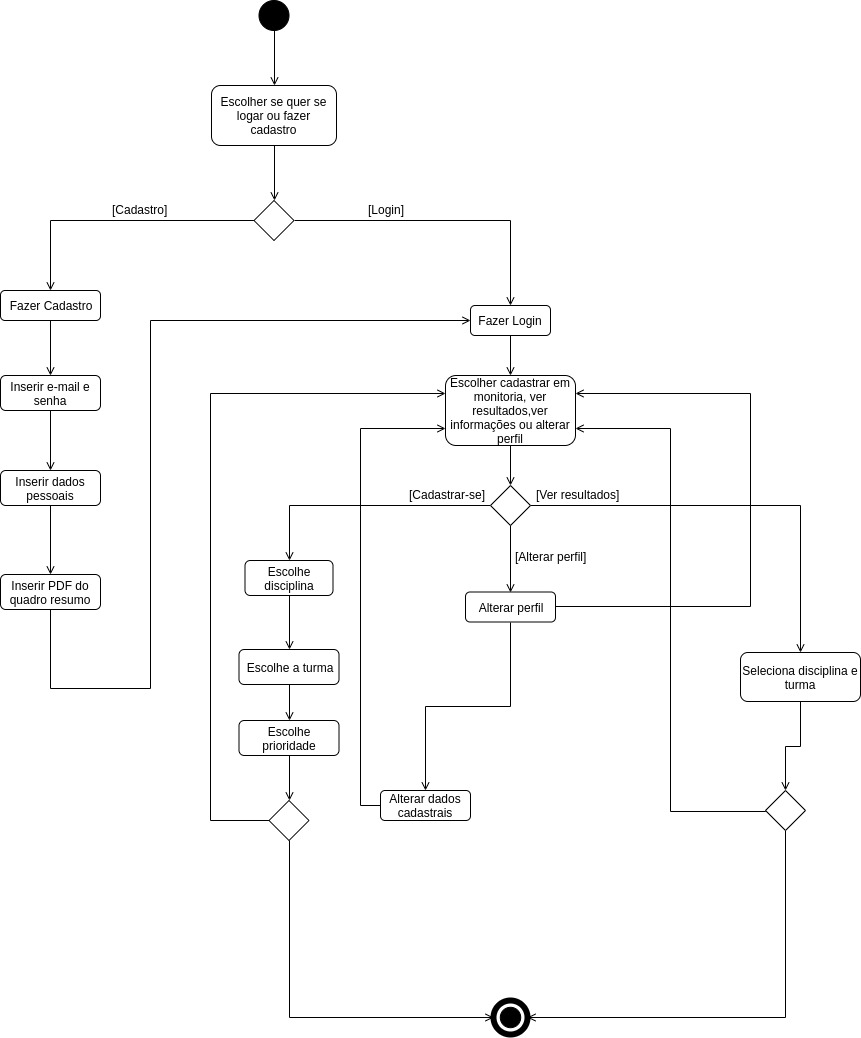 Escolher se quer se
logar ou fazer
cadastro
[Cadastro]
[Login]
Fazer Cadastro
Fazer Login
Inserir e-mail e
senha
Escolher cadastrar em
monitoria, ver
resultados,ver
informações ou alterar
perfil
Inserir dados
pessoais
[Cadastrar-se]
[Ver resultados]
[Alterar perfil]
Inserir PDF do
quadro resumo
Escolhe
disciplina
Alterar perfil
Escolhe a turma
Seleciona disciplina e
turma
Escolhe
prioridade
Alterar dados
cadastrais